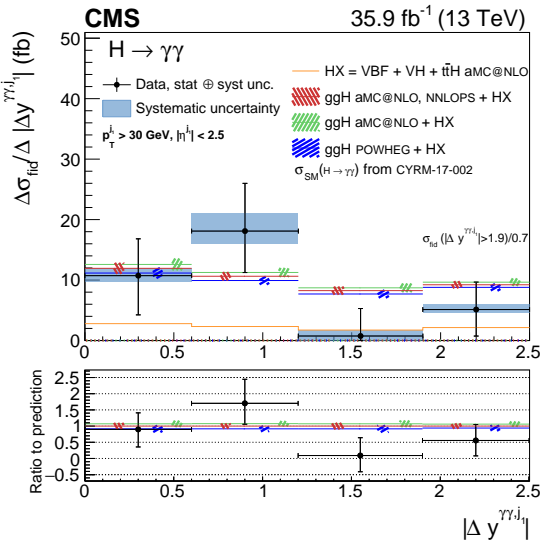 CMS 35.9 fb⁻¹ (13 TeV)
Δσ_fid/Δ |Δy^γγ,j₁| (fb)
H → γγ
Data, stat ⊕ syst unc.
Systematic uncertainty
p_T^j₁ > 30 GeV, |η^j₁| < 2.5
HX = VBF + VH + tt̄H aMC@NLO
ggH aMC@NLO, NNLOPS + HX
ggH aMC@NLO + HX
ggH POWHEG + HX
σ_SM(H → γγ) from CYRM-17-002
σ_fid(|Δ y^γγ,j₁|>1.9)/0.7
50
40
30
20
10
0
0 0.5 1 1.5 2 2.5
Ratio to prediction
2.5
2
1.5
1
0.5
0
−0.5
0 0.5 1 1.5 2 2.5
|Δ y^γγ,j₁|